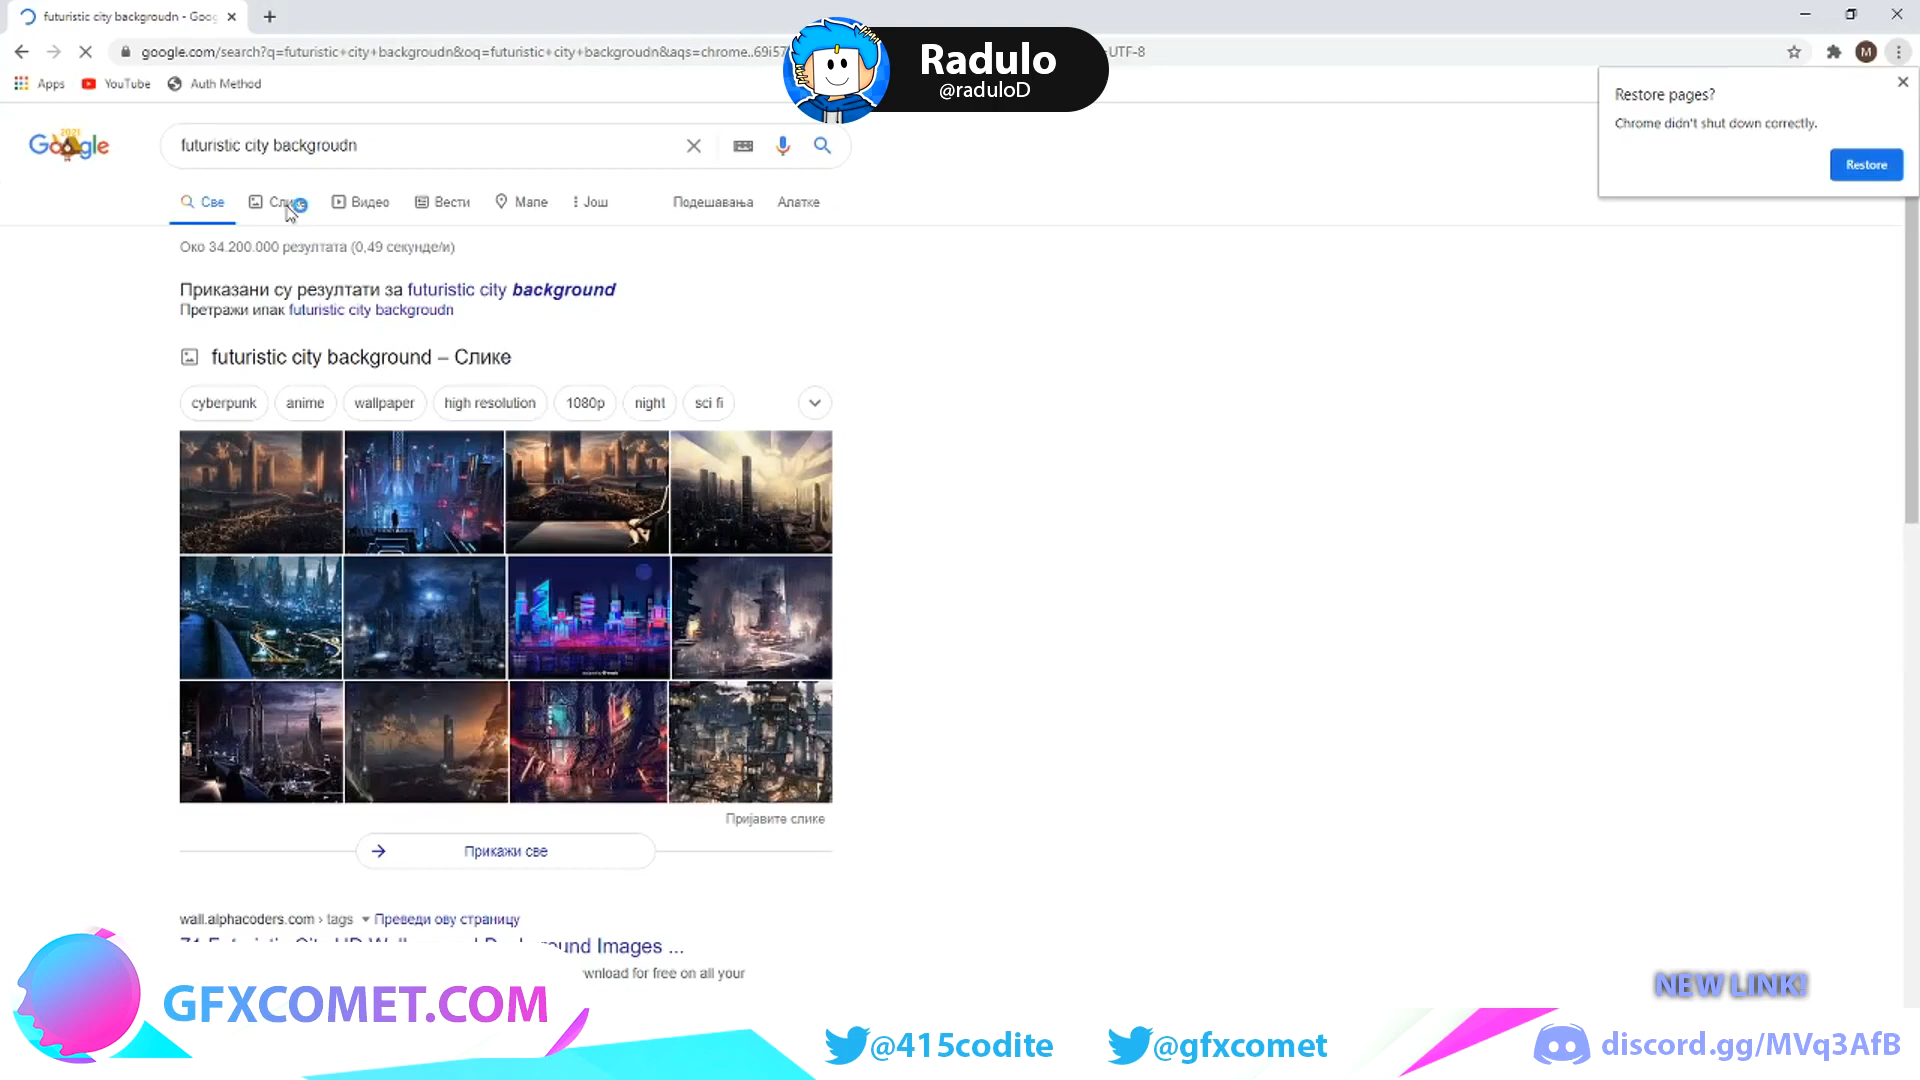 futuristic city backgroudn - Goog
google.com/search?q=futuristic+city+backgroudn&oq=futuristic+city+backgroudn&aqs=chrome..69i57
=UTF-8
M
Apps
YouTube
Auth Method
Radulo
@raduloD
Restore pages?
Chrome didn't shut down correctly.
Restore
2021
Google
futuristic city backgroudn
Све
Видео
Вести
Мапе
Још
Подешавања
Алатке
Око 34.200.000 резултата (0,49 секунде/и)
Приказани су резултати за futuristic city background
Претражи ипак futuristic city backgroudn
futuristic city background – Слике
cyberpunk
anime
wallpaper
high resolution
1080p
night
sci fi
Пријавите слике
Прикажи све
wall.alphacoders.com › tags
Преведи ову страницу
Images ...
for free on all your
GFXCOMET.COM
@415codite
@gfxcomet
NEW LINK!
discord.gg/MVq3AfB